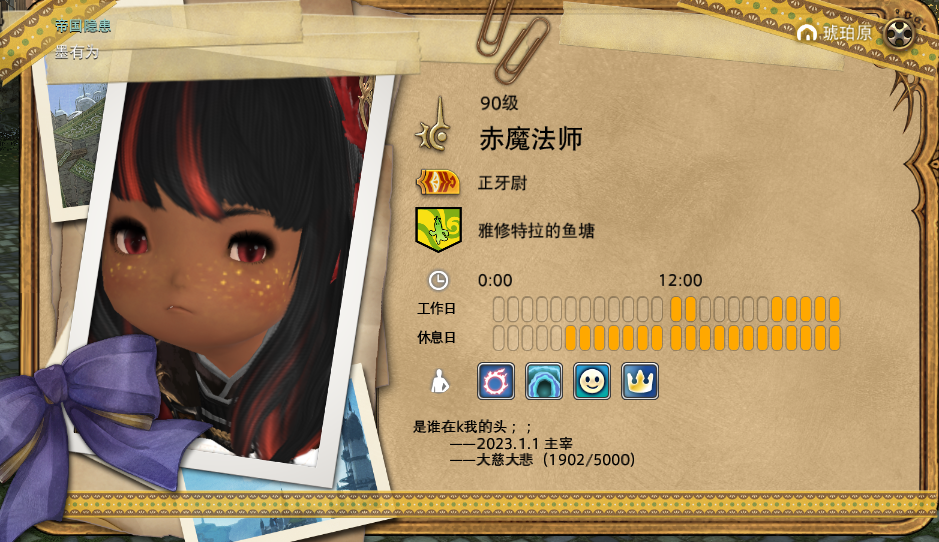 帝国隐患
墨有为
琥珀原
90级
赤魔法师
正牙尉
雅修特拉的鱼塘
0:00 12:00
工作日
休息日
是谁在k我的头；；
——2023.1.1 主宰
——大慈大悲（1902/5000）